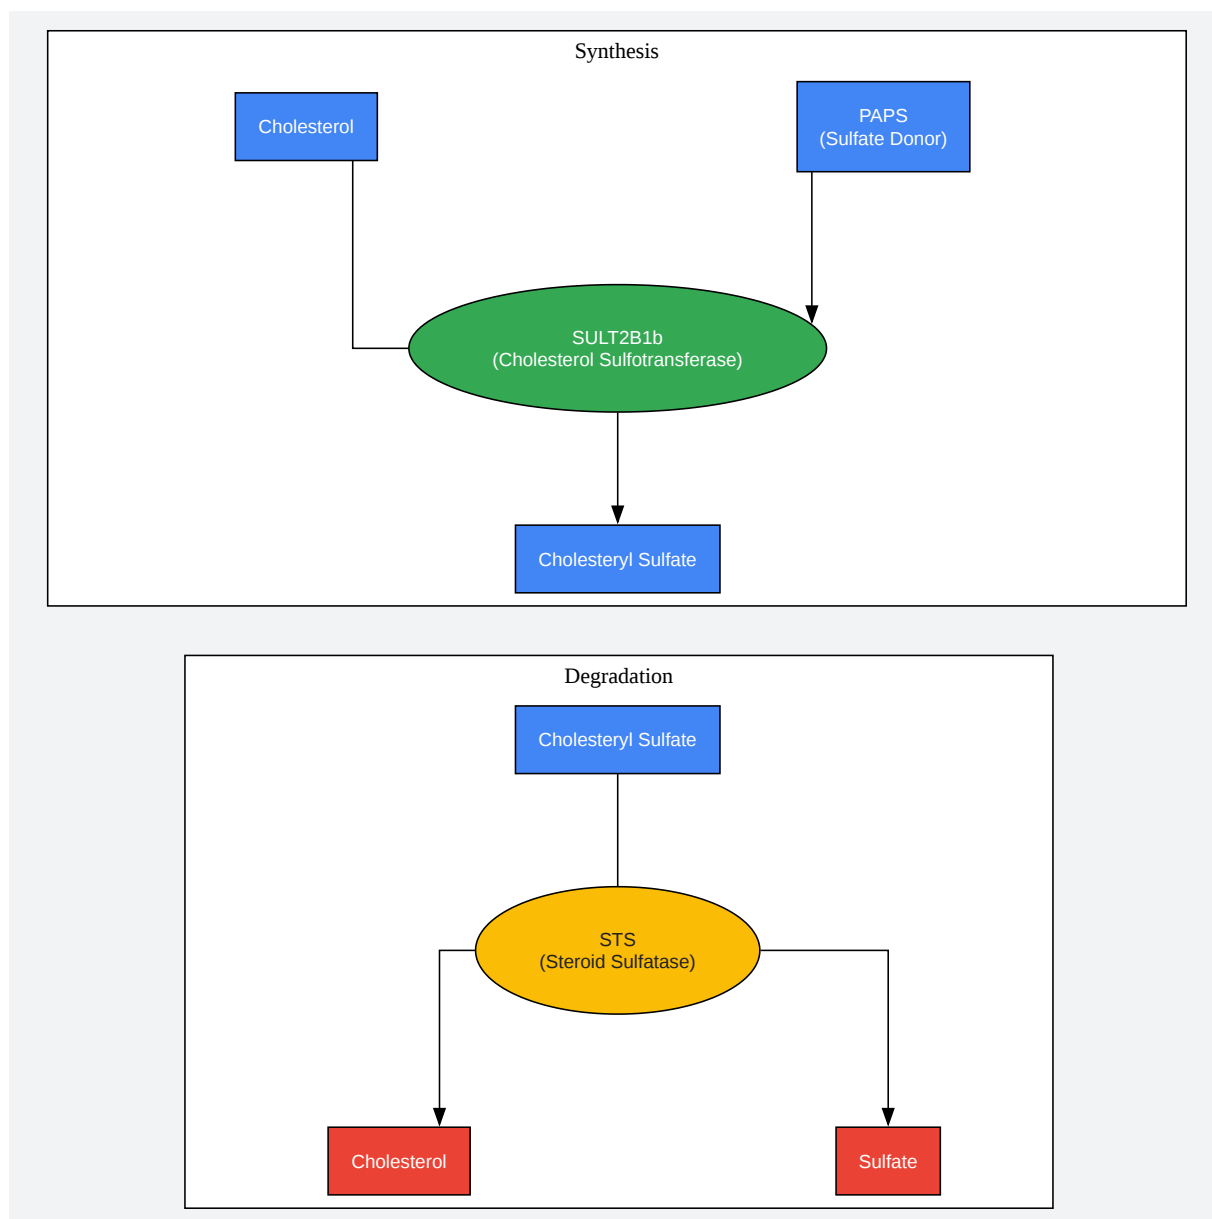 Synthesis
Cholesterol
PAPS
(Sulfate Donor)
SULT2B1b
(Cholesterol Sulfotransferase)
Cholesteryl Sulfate
Degradation
Cholesteryl Sulfate
STS
(Steroid Sulfatase)
Cholesterol
Sulfate